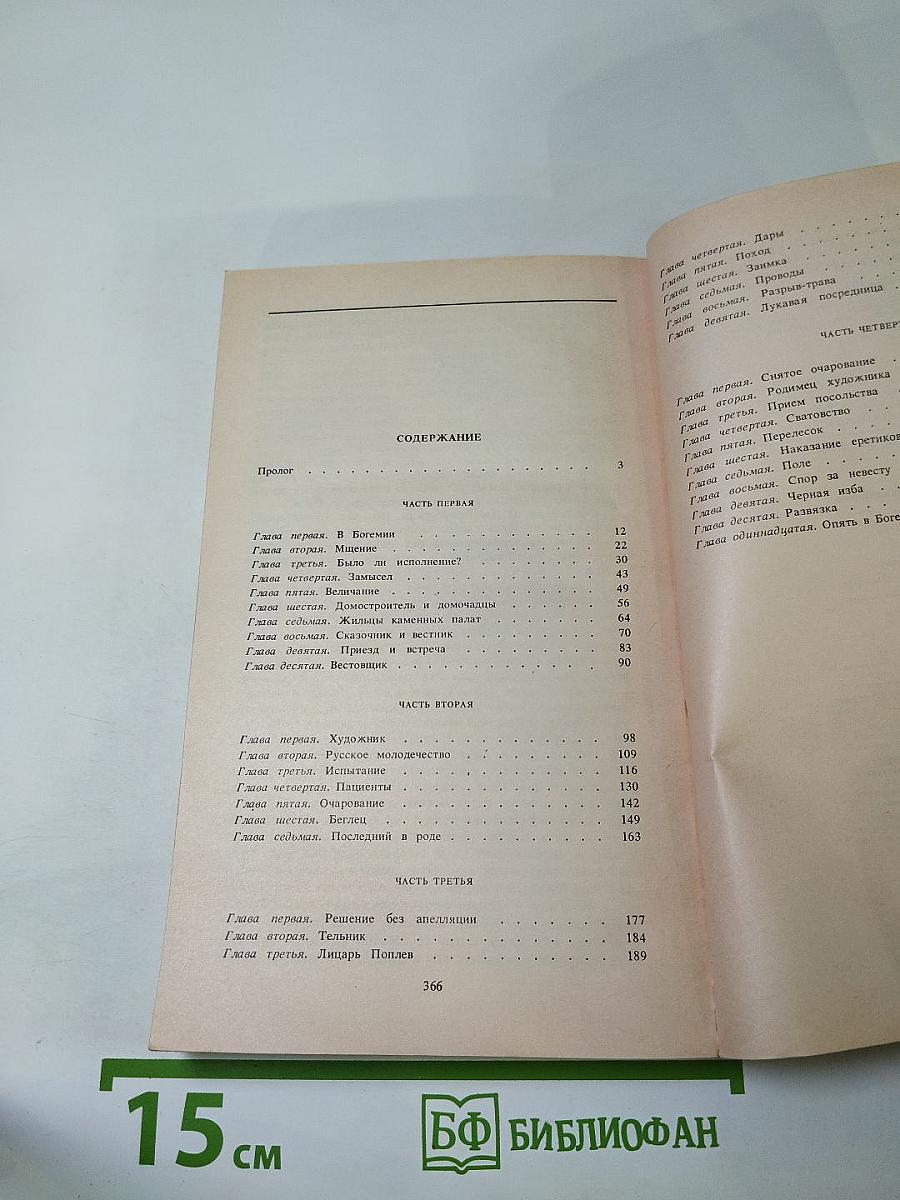 СОДЕРЖАНИЕ
Пролог . . . . . . . . . . . . . . . . . . . . . 3
ЧАСТЬ ПЕРВАЯ
Глава первая. В Богемии . . . . . . . . . . . . . 12
Глава вторая. Мщение . . . . . . . . . . . . . . 22
Глава третья. Было ли исполнение? . . . . . . . . 30
Глава четвертая. Замысел . . . . . . . . . . . . 43
Глава пятая. Величание . . . . . . . . . . . . . 49
Глава шестая. Домостроитель и домочадцы . . . . . . 56
Глава седьмая. Жильцы каменных палат . . . . . . . 64
Глава восьмая. Сказочник и вестник . . . . . . . . 70
Глава девятая. Приезд и встреча . . . . . . . . . 83
Глава десятая. Вестовщик . . . . . . . . . . . . 90
ЧАСТЬ ВТОРАЯ
Глава первая. Художник . . . . . . . . . . . . . 98
Глава вторая. Русское молодечество . . . . . . . . 109
Глава третья. Испытание . . . . . . . . . . . . . 116
Глава четвертая. Пациенты . . . . . . . . . . . . 130
Глава пятая. Очарование . . . . . . . . . . . . . 142
Глава шестая. Беглец . . . . . . . . . . . . . . 149
Глава седьмая. Последний в роде . . . . . . . . . 163
ЧАСТЬ ТРЕТЬЯ
Глава первая. Решение без апелляции . . . . . . . 177
Глава вторая. Тельник . . . . . . . . . . . . . . 184
Глава третья. Лицарь Поплев . . . . . . . . . . . 189
366
Глава четвертая. Дары . . . . . .
Глава пятая. Поход . . . . . .
Глава шестая. Заимка . . . . . .
Глава седьмая. Проводы . . . . .
Глава восьмая. Разрыв-трава . . .
Глава девятая. Лукавая посредница .
ЧАСТЬ ЧЕТВЕРТ
Глава первая. Снятое очарование .
Глава вторая. Родимец художника
Глава третья. Прием посольства .
Глава четвертая. Сватовство . .
Глава пятая. Перелесок . . . .
Глава шестая. Наказание еретиков
Глава седьмая. Поле . . . . .
Глава восьмая. Спор за невесту
Глава девятая. Черная изба . .
Глава десятая. Развязка . . .
Глава одиннадцатая. Опять в Боге
15 см
БФ БИБЛИОФАН